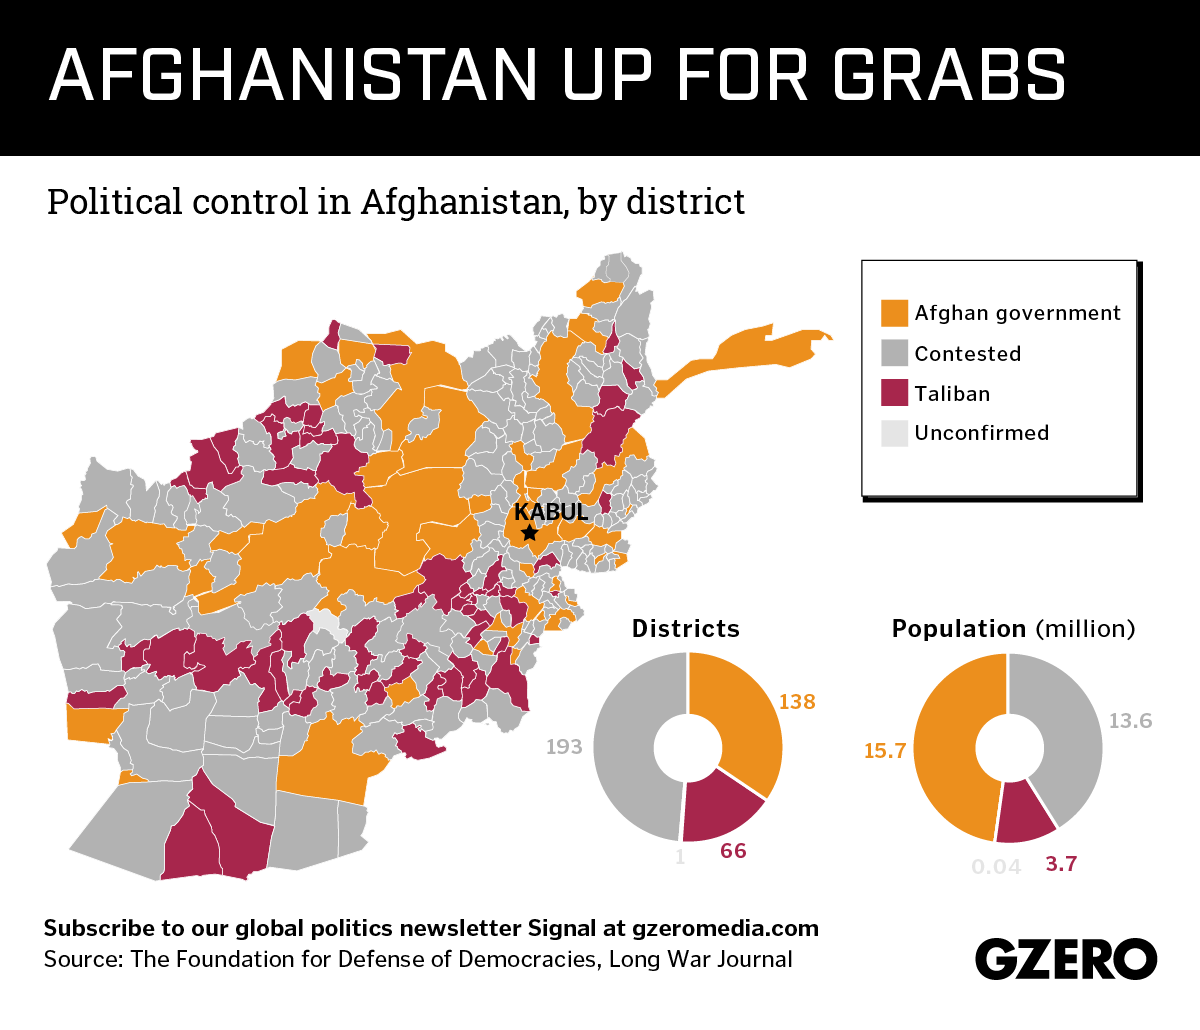 AFGHANISTAN UP FOR GRABS
Political control in Afghanistan, by district
Afghan government
Contested
Taliban
Unconfirmed
KABUL
Districts
138
193
1
66
Population (million)
13.6
15.7
0.04
3.7
Subscribe to our global politics newsletter Signal at gzeromedia.com
Source: The Foundation for Defense of Democracies, Long War Journal
GZERO